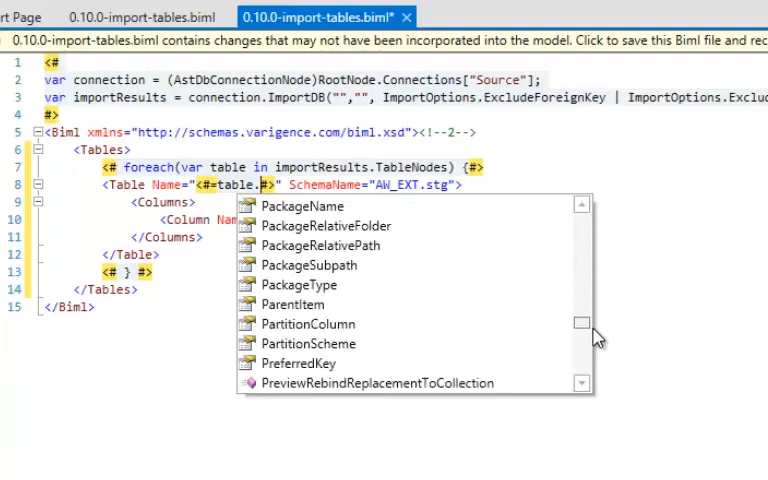 rt Page 0.10.0-import-tables.biml 0.10.0-import-tables.biml* ✕
0.10.0-import-tables.biml contains changes that may not have been incorporated into the model. Click to save this Biml file and rec
1 <#
2 var connection = (AstDbConnectionNode)RootNode.Connections["Source"];
3 var importResults = connection.ImportDB("","", ImportOptions.ExcludeForeignKey | ImportOptions.Exclud
4 #>
5 <Biml xmlns="http://schemas.varigence.com/biml.xsd"><!--2-->
6 <Tables>
7 <# foreach(var table in importResults.TableNodes) {#>
8 <Table Name="<#=table.#>" SchemaName="AW_EXT.stg">
9 <Columns>
10 <Column Nam
11 </Columns>
12 </Table>
13 <# } #>
14 </Tables>
15 </Biml>
PackageName
PackageRelativeFolder
PackageRelativePath
PackageSubpath
PackageType
ParentItem
PartitionColumn
PartitionScheme
PreferredKey
PreviewRebindReplacementToCollection